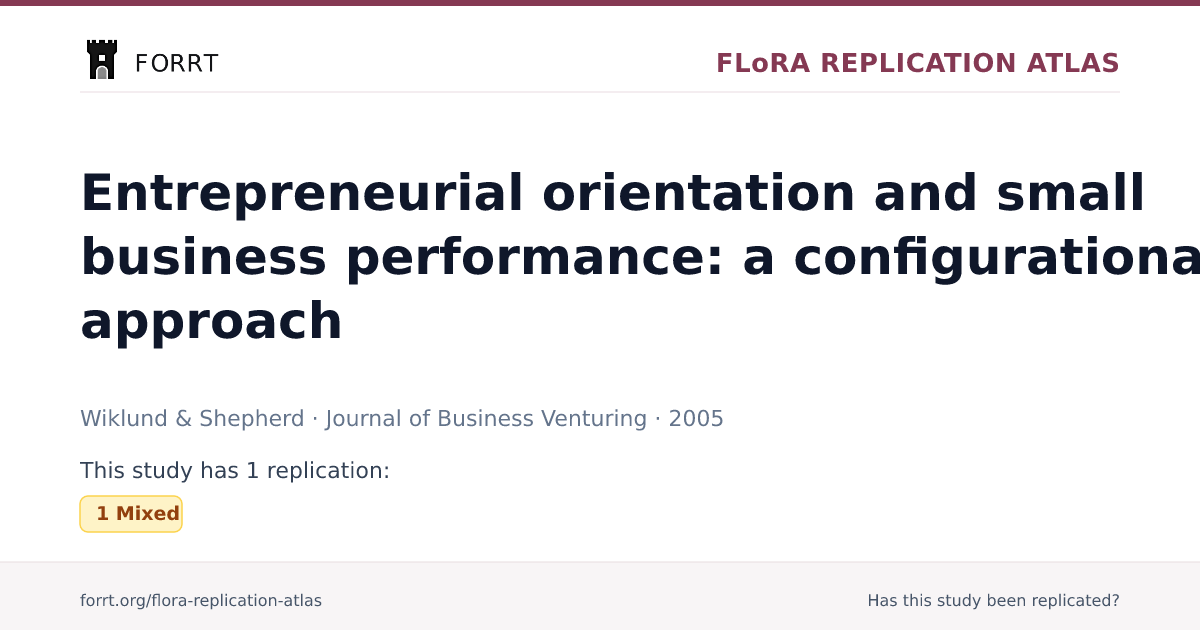 FORRT
FLoRA REPLICATION ATLAS
Entrepreneurial orientation and small
business performance: a configurationa
approach
Wiklund & Shepherd · Journal of Business Venturing · 2005
This study has 1 replication:
1 Mixed
forrt.org/flora-replication-atlas
Has this study been replicated?